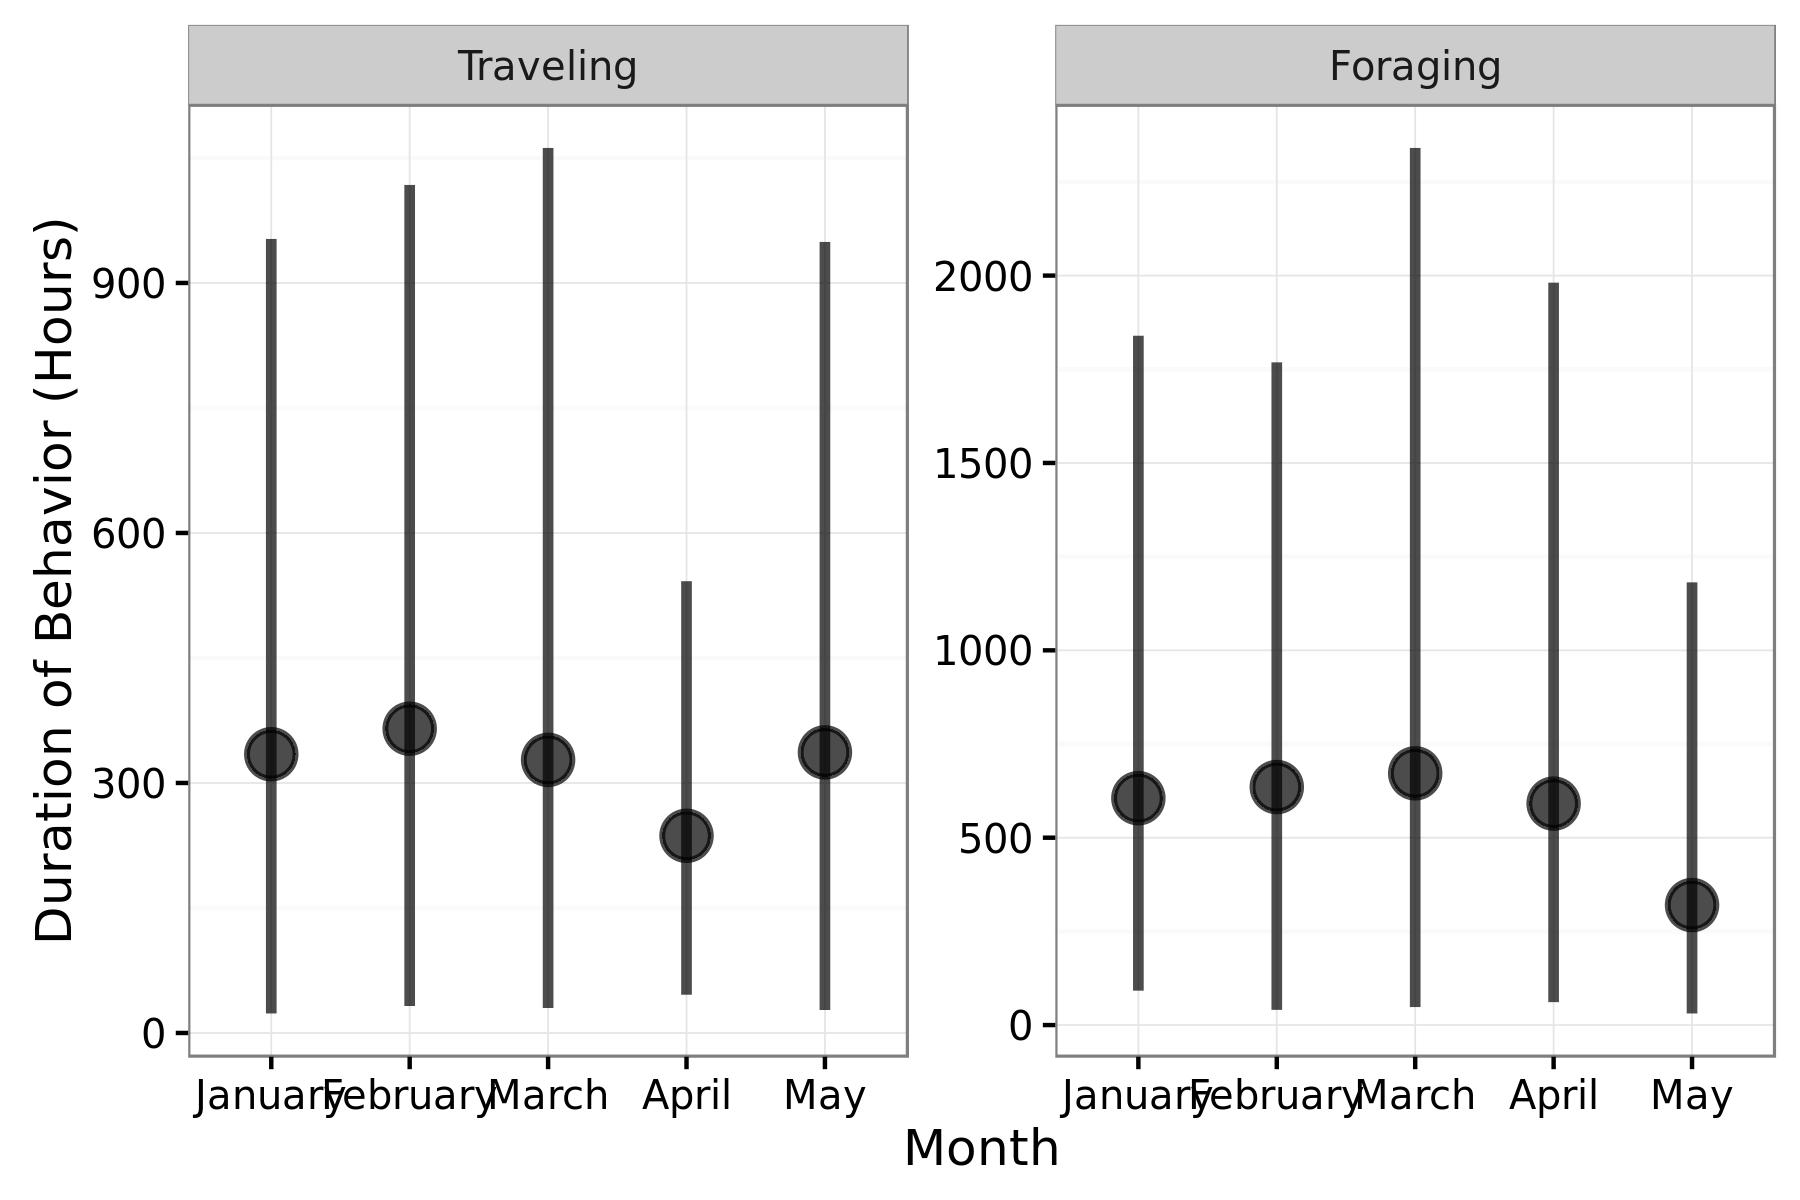 Traveling
Foraging
Duration of Behavior (Hours)
900
600
300
0
2000
1500
1000
500
0
January February March April May
January February March April May
Month